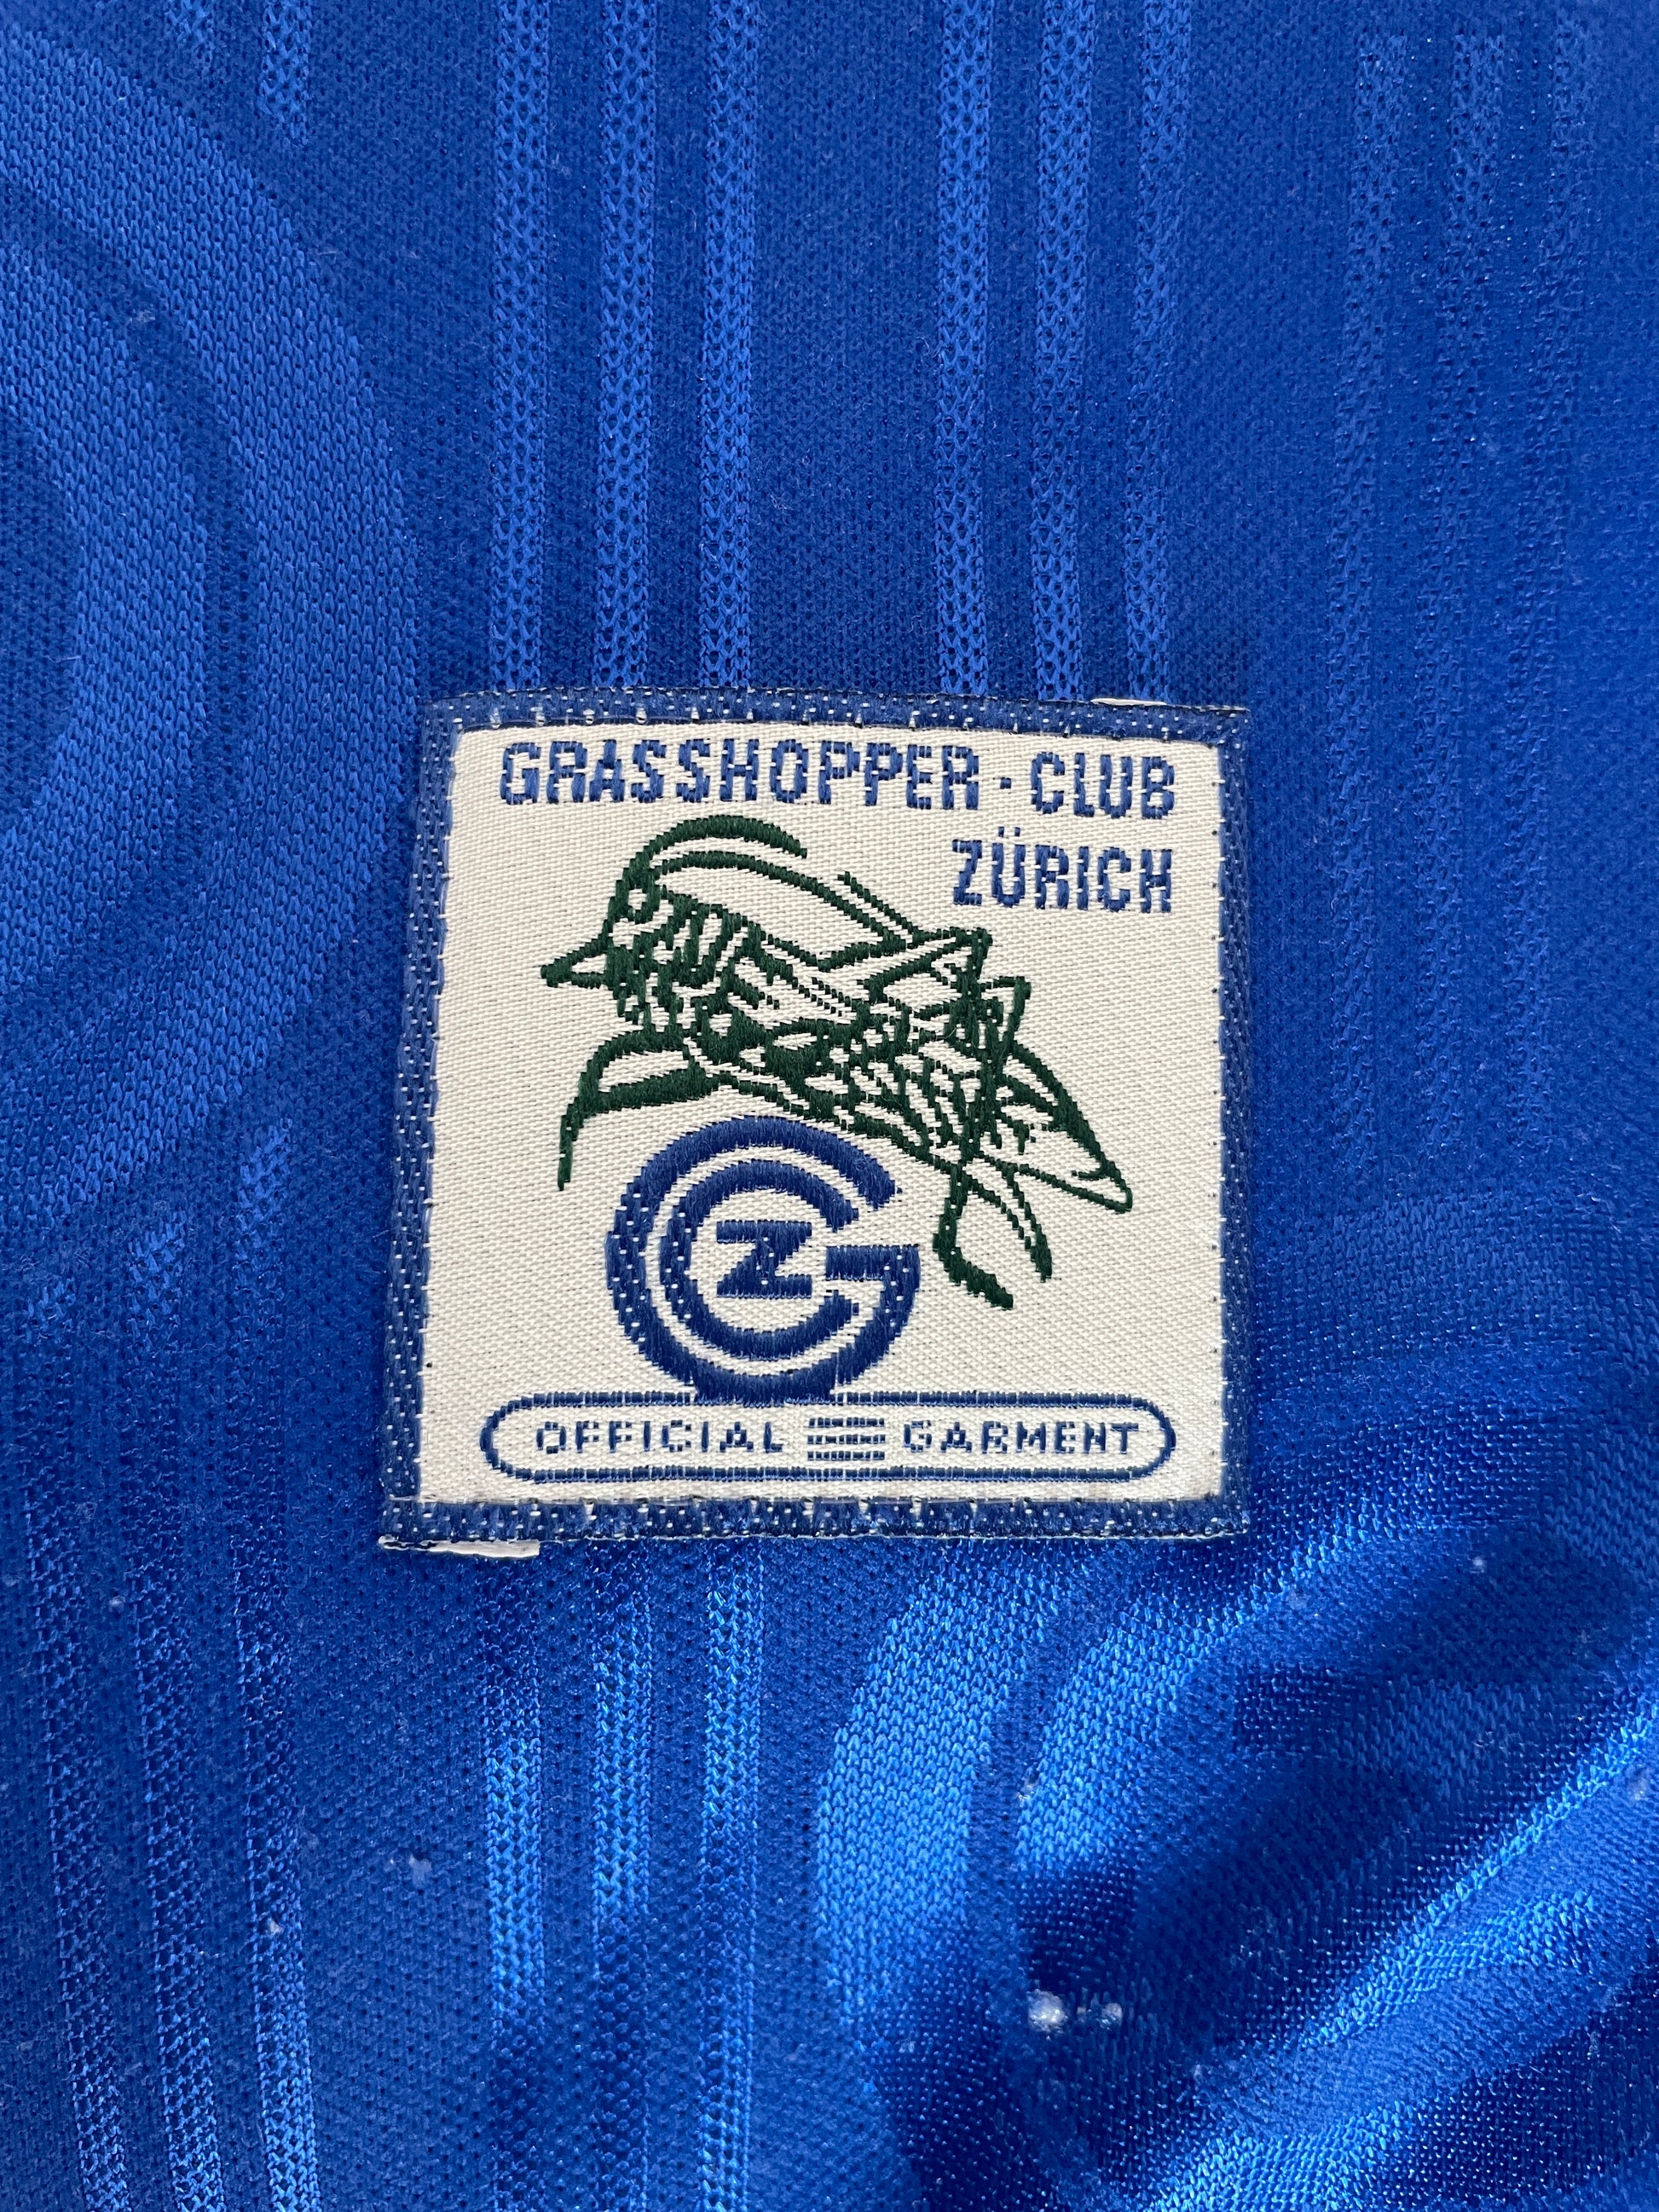 GRASSHOPPER - CLUB
ZÜRICH
GCZ
OFFICIAL GARMENT